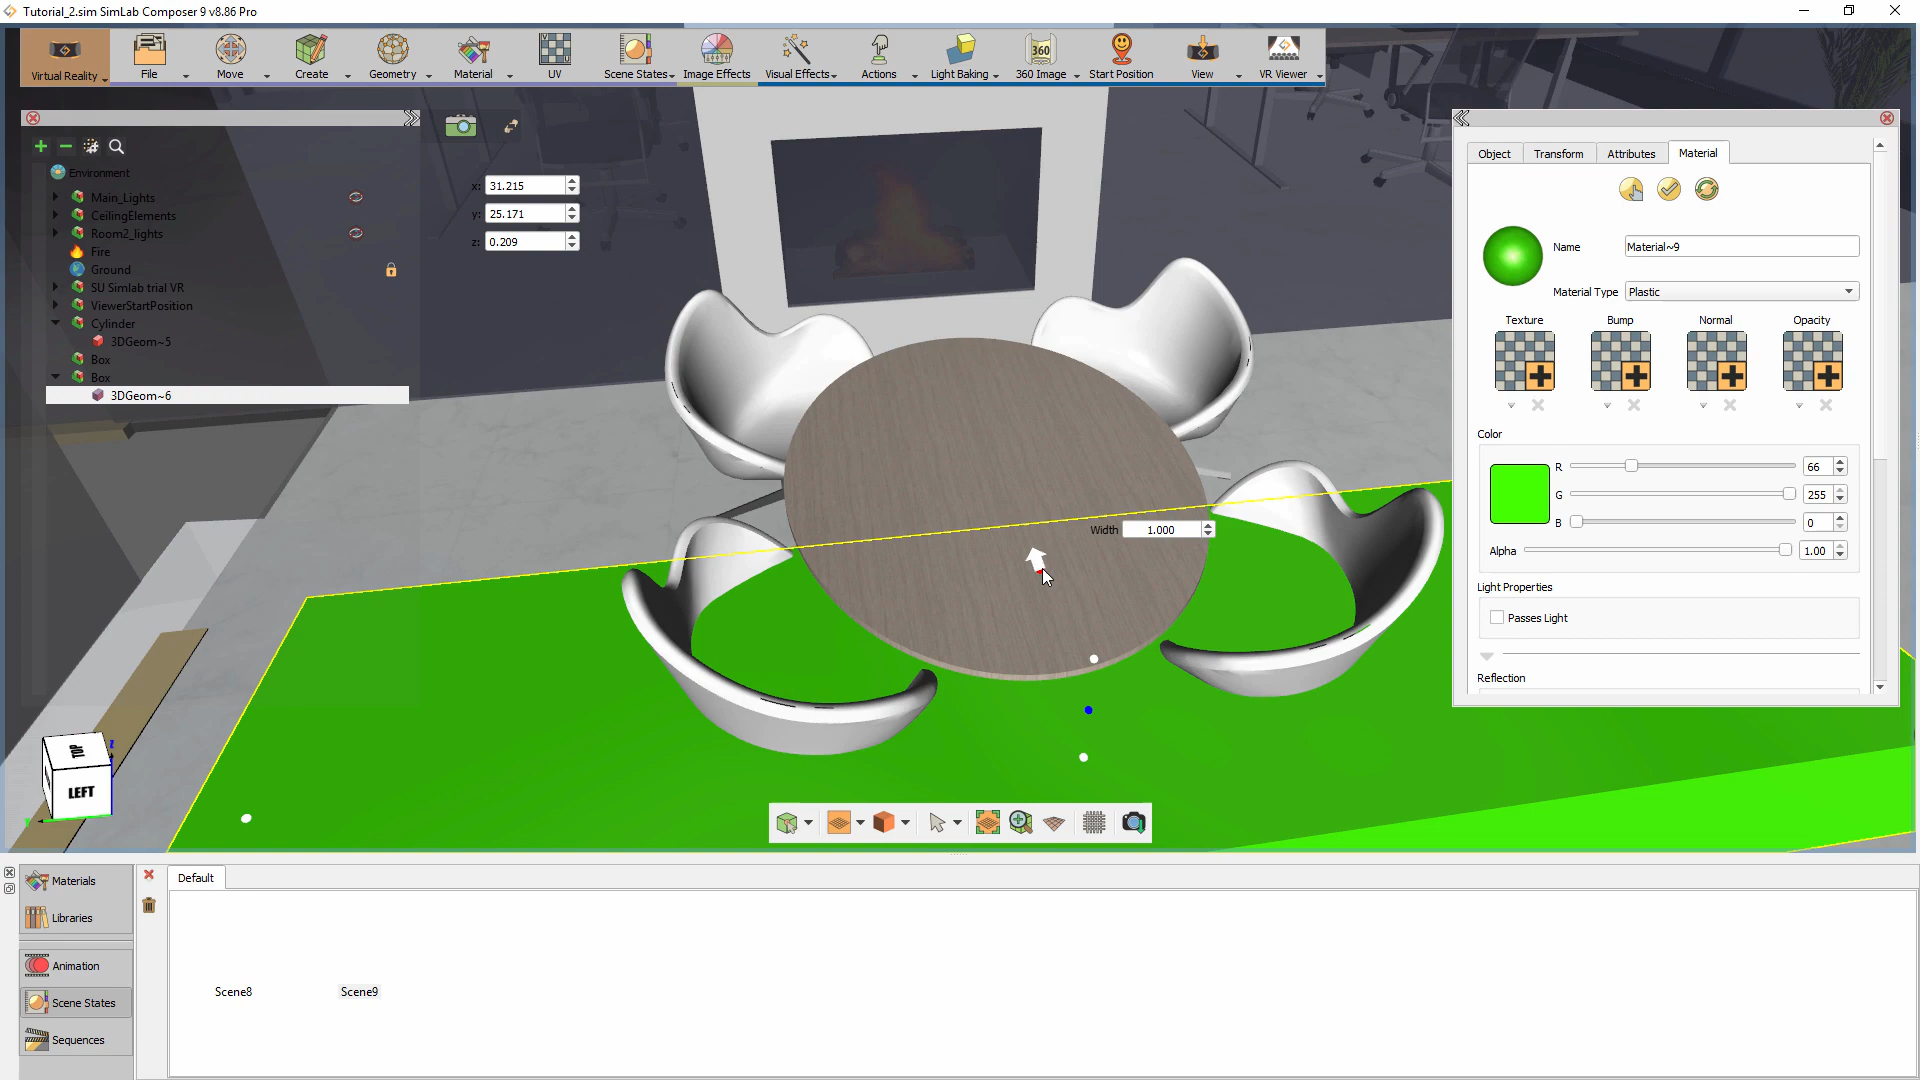 Tutorial_2.sim SimLab Composer 9 v8.86 Pro
Virtual Reality
File
Move
Create
Geometry
Material
UV
Scene States
Image Effects
Visual Effects
Actions
Light Baking
360
360 Image
Start Position
View
VR Viewer
Environment
Main_Lights
CeilingElements
Room2_lights
Fire
Ground
SU Simlab trial VR
ViewerStartPosition
Cylinder
3DGeom~5
Box
Box
3DGeom~6
x: 31.215
y: 25.171
z: 0.209
Width 1.000
Object Transform Attributes Material
Name Material~9
Material Type Plastic
Texture Bump Normal Opacity
Color
R 66
G 255
B 0
Alpha 1.00
Light Properties
Passes Light
Reflection
TOP
LEFT
Materials
Libraries
Animation
Scene States
Sequences
Default
Scene8 Scene9